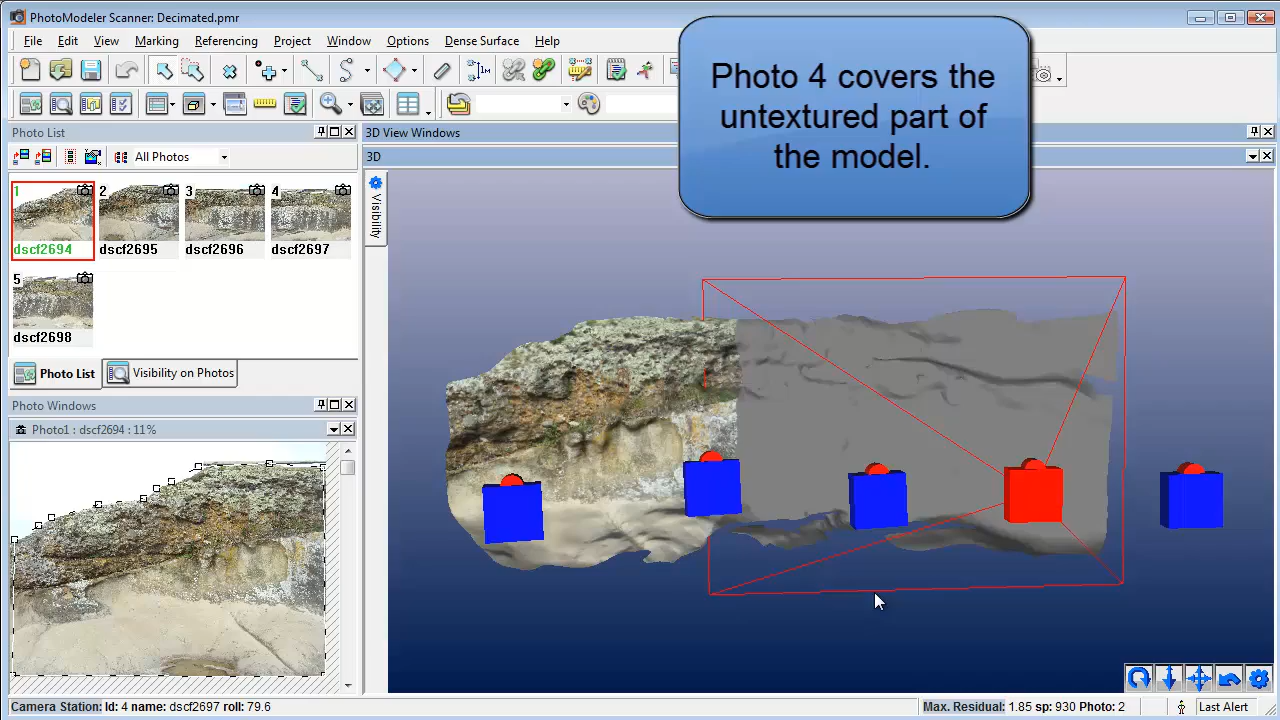 PhotoModeler Scanner: Decimated.pmr
File Edit View Marking Referencing Project Window Options Dense Surface Help
Photo 4 covers the
untextured part of
the model.
Photo List
3D View Windows
All Photos
3D
Visibility
1 2 3 4
dscf2694 dscf2695 dscf2696 dscf2697
5
dscf2698
Photo List Visibility on Photos
Photo Windows
Photo1 : dscf2694 : 11%
Camera Station: Id: 4 name: dscf2697 roll: 79.6
Max. Residual: 1.85 sp: 930 Photo: 2
Last Alert